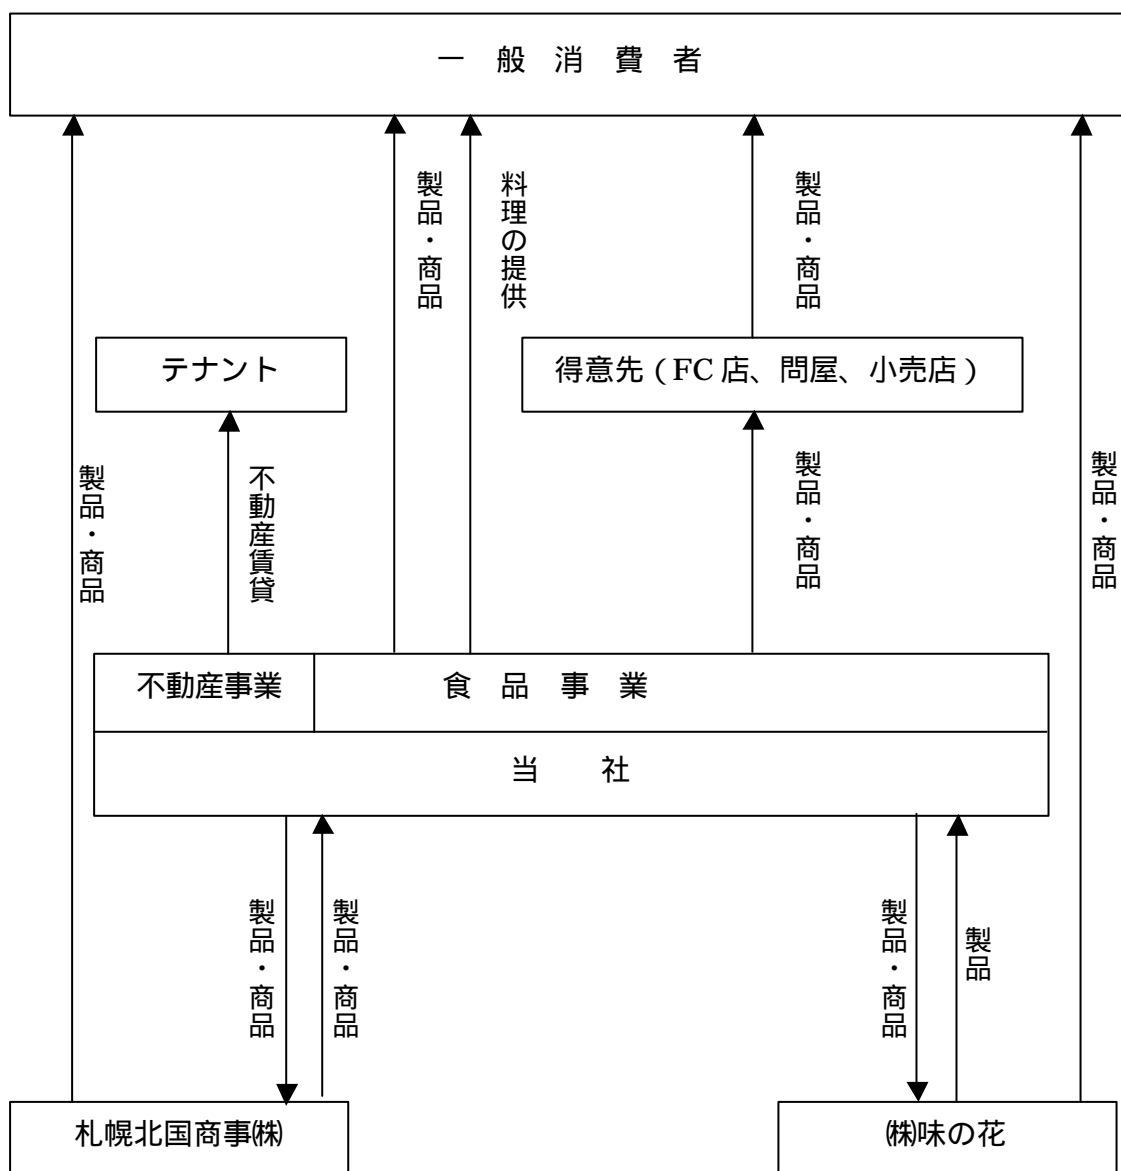 一般消費者
製品・商品
料理の提供
製品・商品
テナント
得意先(FC店、問屋、小売店)
製品・商品
不動産賃貸
製品・商品
製品・商品
不動産事業
食品事業
当社
製品・商品
製品・商品
製品・商品
製品
札幌北国商事㈱
㈱味の花